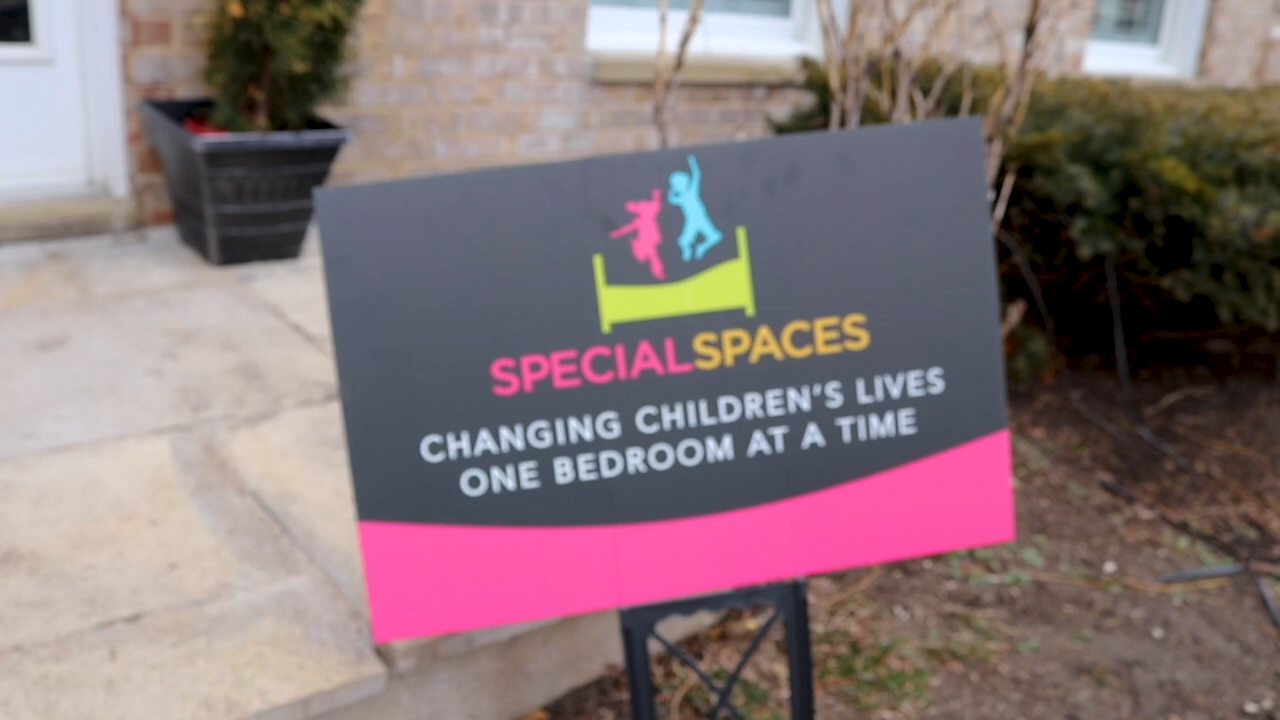 SPECIALSPACES
CHANGING CHILDREN'S LIVES
ONE BEDROOM AT A TIME